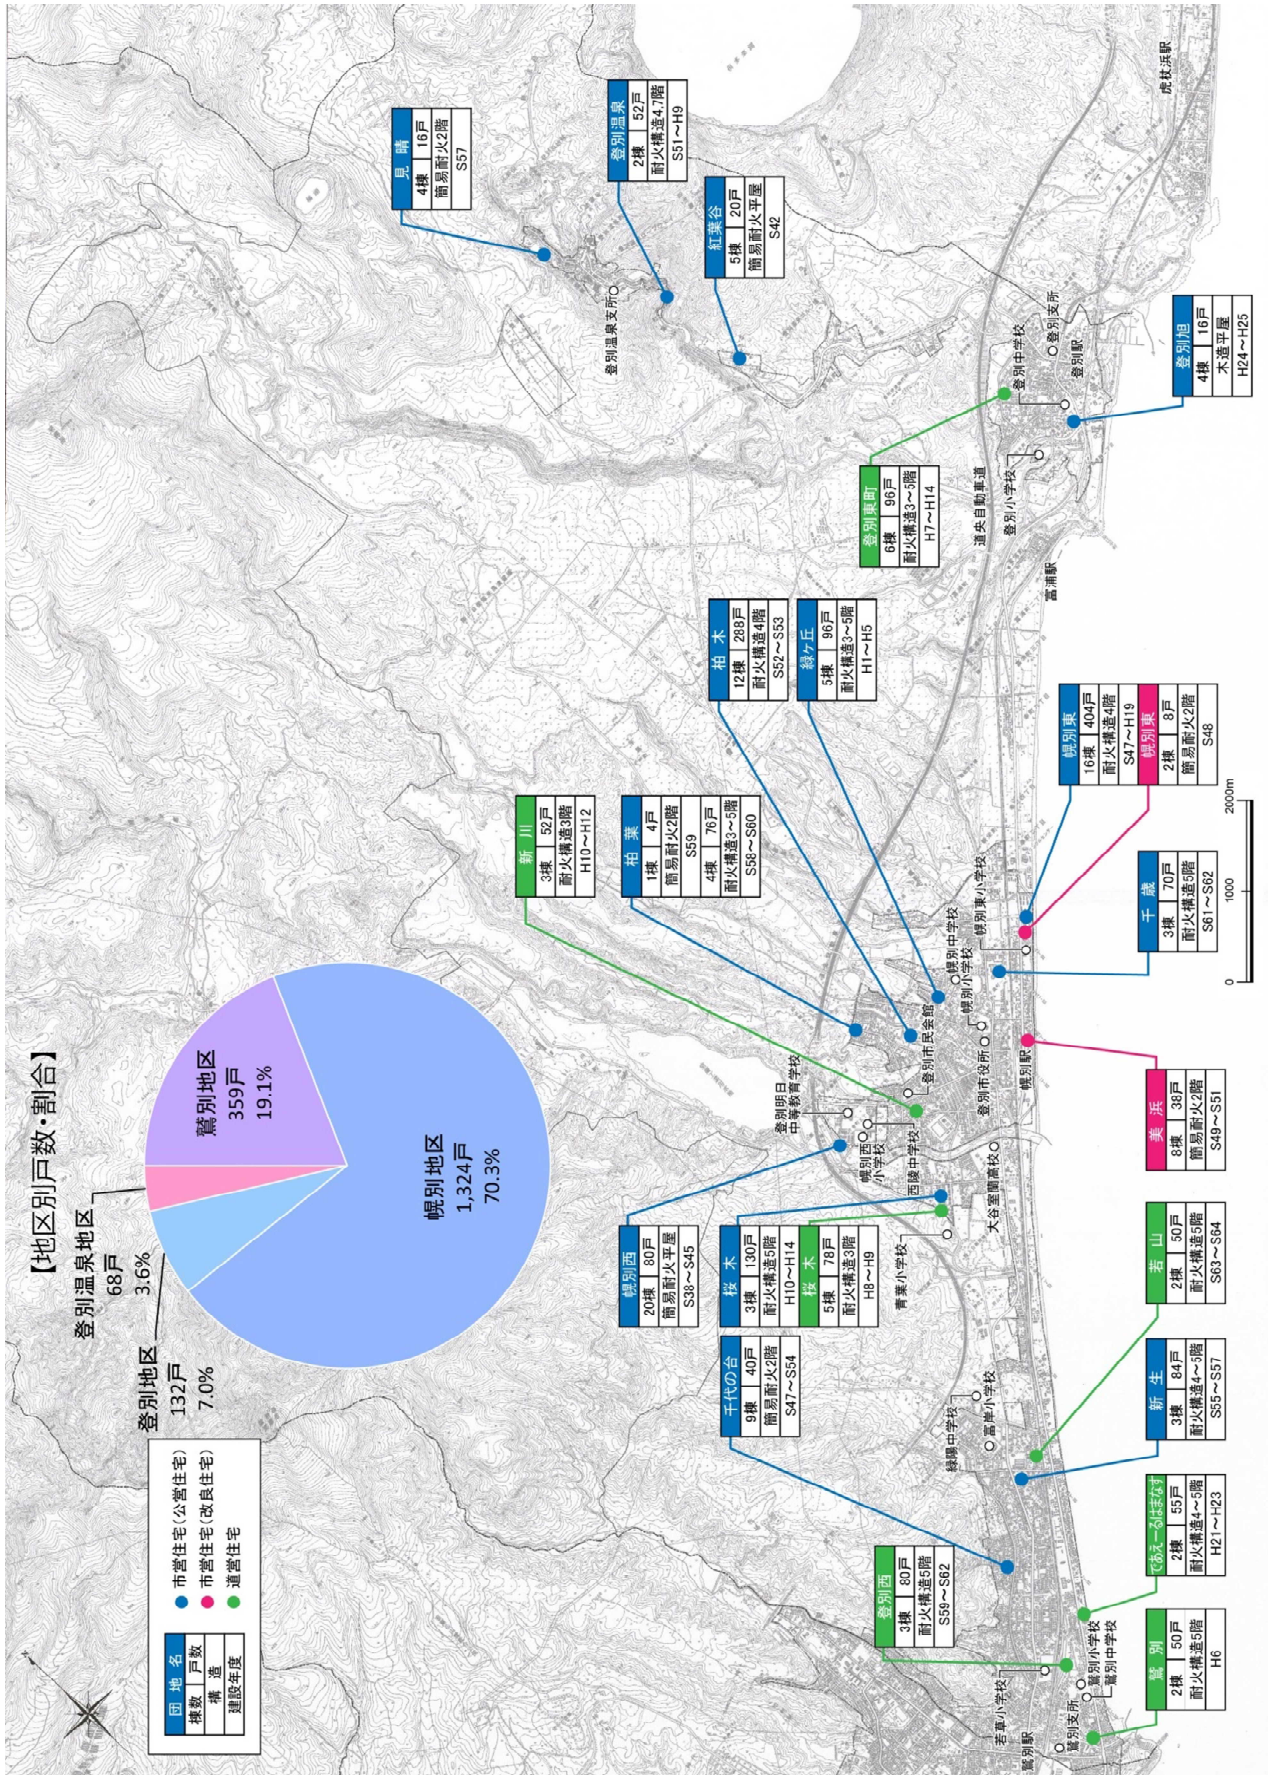 【地区別戸数・割合】
登別温泉地区
68戸
3.6%
登別地区
132戸
7.0%
鷲別地区
359戸
19.1%
幌別地区
1,324戸
70.3%
団地名
棟数 戸数
構造
建設年度
市営住宅(公営住宅)
市営住宅(改良住宅)
道営住宅
見晴
4棟 16戸
簡易耐火2階
S57
登別温泉
2棟 52戸
耐火構造4,7階
S51～H9
紅葉谷
5棟 20戸
簡易耐火平屋
S42
登別旭
4棟 16戸
木造平屋
H24～H25
登別東町
6棟 96戸
耐火構造3～5階
H7～H14
柏木
12棟 288戸
耐火構造4階
S52～S53
緑ヶ丘
5棟 96戸
耐火構造3～5階
H1～H5
新川
3棟 52戸
耐火構造3階
H10～H12
柏葉
1棟 4戸
簡易耐火2階
S59
4棟 76戸
耐火構造3～5階
S58～S60
幌別東
16棟 404戸
耐火構造4階
S47～H19
幌別東
2棟 8戸
簡易耐火2階
S48
千歳
3棟 70戸
耐火構造5階
S61～S62
美浜
8棟 38戸
簡易耐火2階
S49～S51
幌別西
20棟 80戸
簡易耐火平屋
S38～S45
桜木
3棟 130戸
耐火構造5階
H10～H14
桜木
5棟 78戸
耐火構造3階
H8～H9
千代の台
9棟 40戸
簡易耐火2階
S47～S54
若山
2棟 50戸
耐火構造5階
S63～S64
新生
3棟 84戸
耐火構造4～5階
S55～S57
であえーるはまなす
2棟 55戸
耐火構造4～5階
H21～H23
登別西
3棟 80戸
耐火構造5階
S59～S62
鷲別
2棟 50戸
耐火構造5階
H6
虎杖浜駅
登別温泉支所
登別中学校
登別支所
登別駅
登別小学校
道央自動車道
富浦駅
幌別東小学校
幌別中学校
幌別小学校
登別市民会館
登別市役所
幌別駅
登別明日
中等教育学校
幌別西
小学校
西陵中学校
大谷室蘭高校
青葉小学校
富岸小学校
緑陽中学校
若草小学校
鷲別小学校
鷲別中学校
鷲別支所
鷲別駅
0 1000 2000m